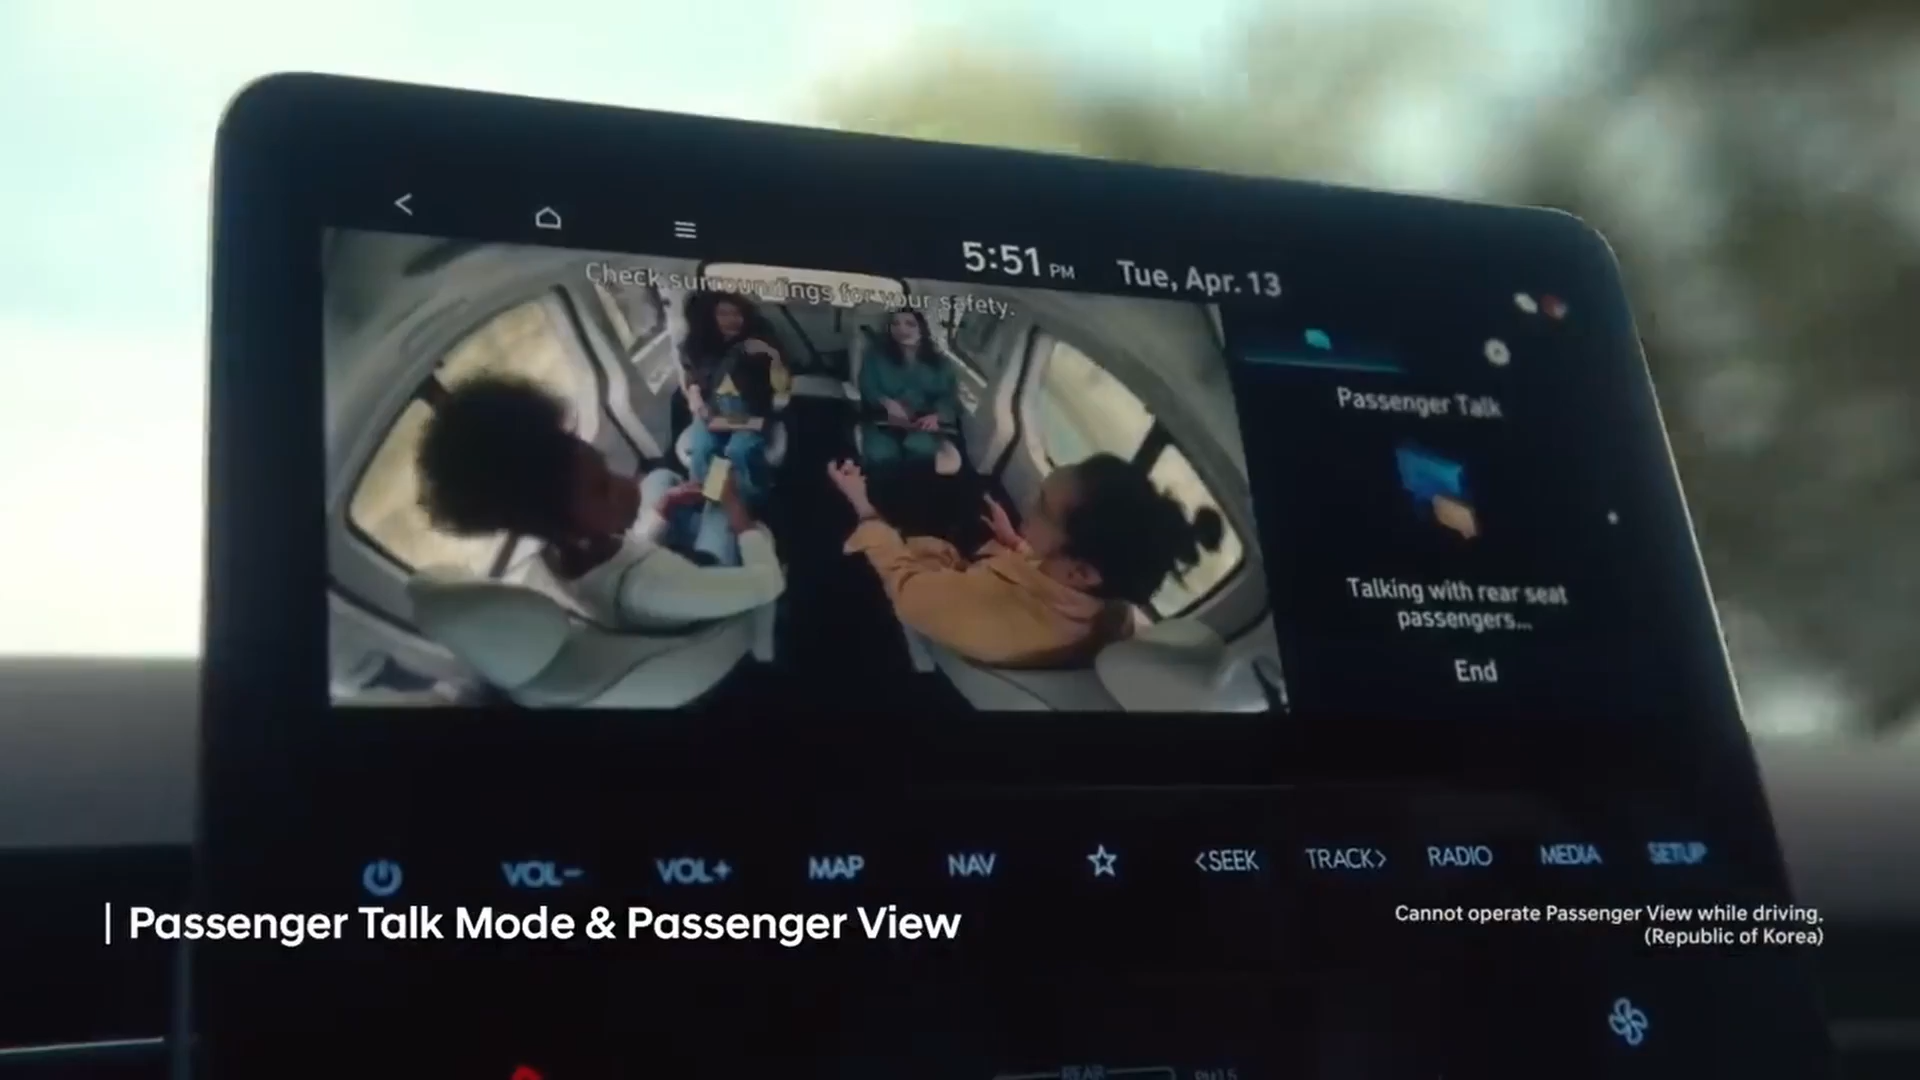 5:51 PM
Tue, Apr. 13
Check surroundings for your safety.
Passenger Talk
Talking with rear seat
passengers...
End
VOL−
VOL+
MAP
NAV
<SEEK
TRACK>
RADIO
MEDIA
SETUP
| Passenger Talk Mode & Passenger View
Cannot operate Passenger View while driving.
(Republic of Korea)
REAR